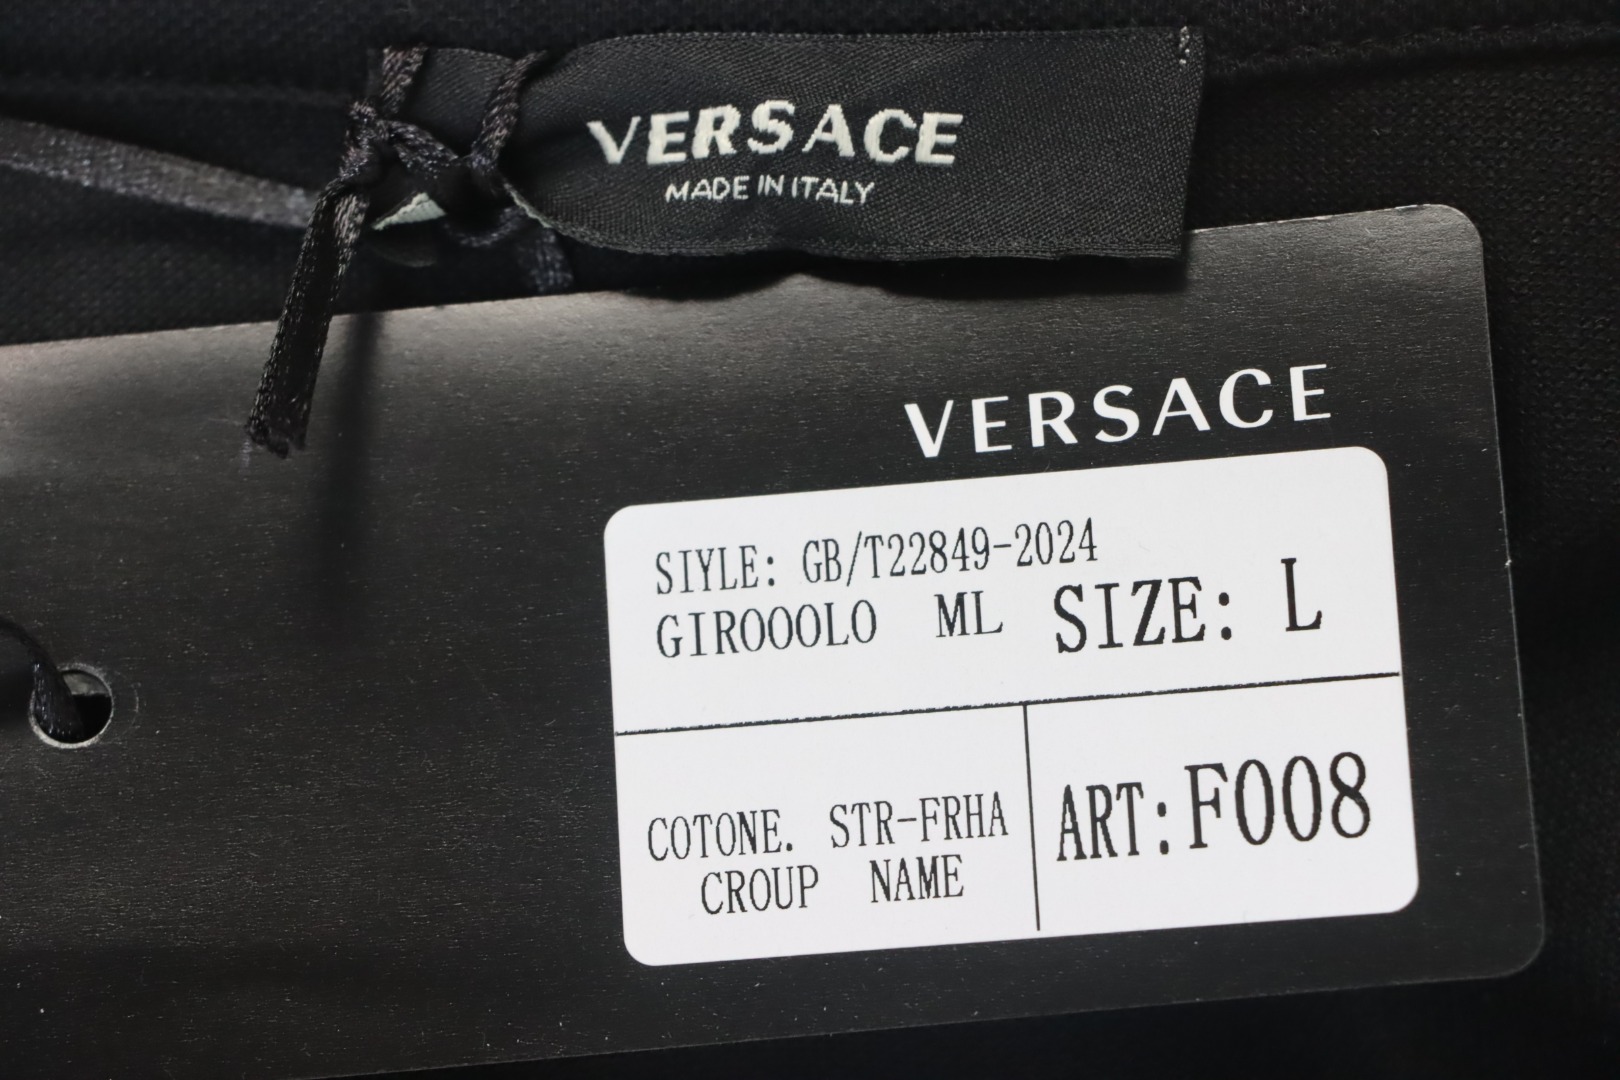 VERSACE
MADE IN ITALY
VERSACE
SIYLE: GB/T22849-2024
GIROOOLO ML SIZE: L
COTONE. STR-FRHA
CROUP NAME
ART:F008